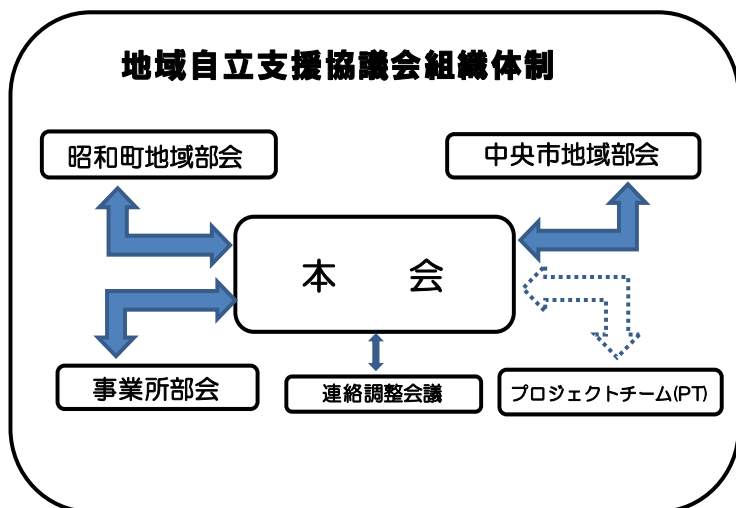 地域自立支援協議会組織体制
昭和町地域部会
中央市地域部会
本　　会
事業所部会
連絡調整会議
プロジェクトチーム(PT)